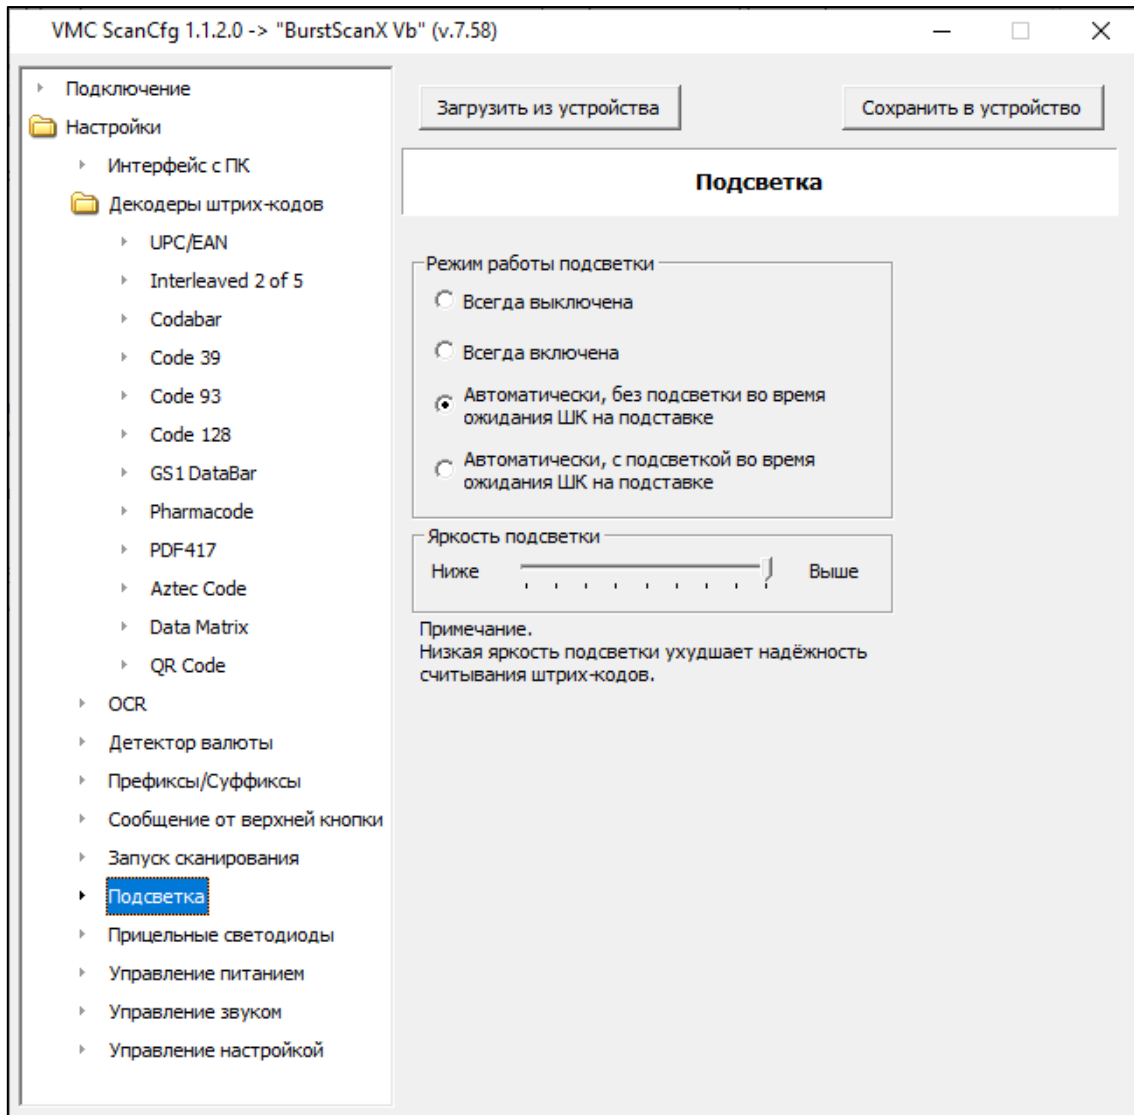 VMC ScanCfg 1.1.2.0 -> "BurstScanX Vb" (v.7.58)
Подключение
Настройки
Интерфейс с ПК
Декодеры штрих-кодов
UPC/EAN
Interleaved 2 of 5
Codabar
Code 39
Code 93
Code 128
GS1 DataBar
Pharmacode
PDF417
Aztec Code
Data Matrix
QR Code
OCR
Детектор валюты
Префиксы/Суффиксы
Сообщение от верхней кнопки
Запуск сканирования
Подсветка
Прицельные светодиоды
Управление питанием
Управление звуком
Управление настройкой
Загрузить из устройства
Сохранить в устройство
Подсветка
Режим работы подсветки
Всегда выключена
Всегда включена
Автоматически, без подсветки во время
ожидания ШК на подставке
Автоматически, с подсветкой во время
ожидания ШК на подставке
Яркость подсветки
Ниже
Выше
Примечание.
Низкая яркость подсветки ухудшает надёжность
считывания штрих-кодов.